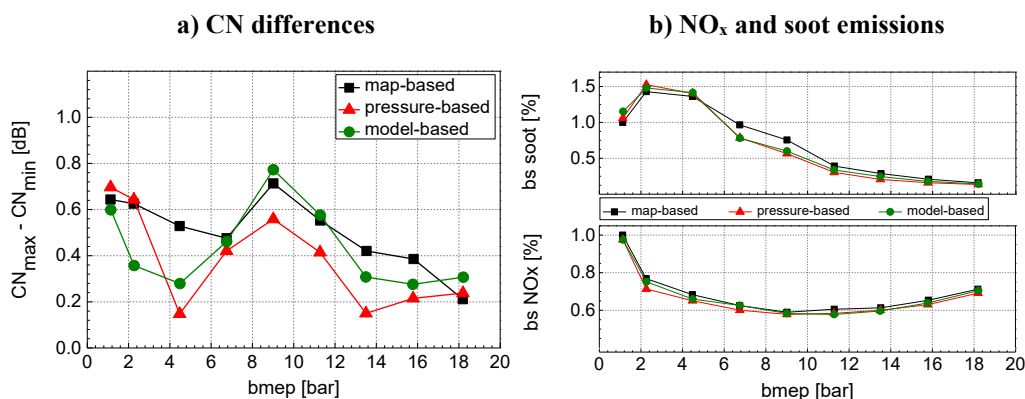 a) CN differences
CN_max - CN_min [dB]
1.0
0.8
0.6
0.4
0.2
0.0
map-based
pressure-based
model-based
0 2 4 6 8 10 12 14 16 18 20
bmep [bar]
b) NOₓ and soot emissions
bs soot [%]
1.5
1.0
0.5
map-based pressure-based model-based
bs NOx [%]
1.0
0.8
0.6
0 2 4 6 8 10 12 14 16 18 20
bmep [bar]